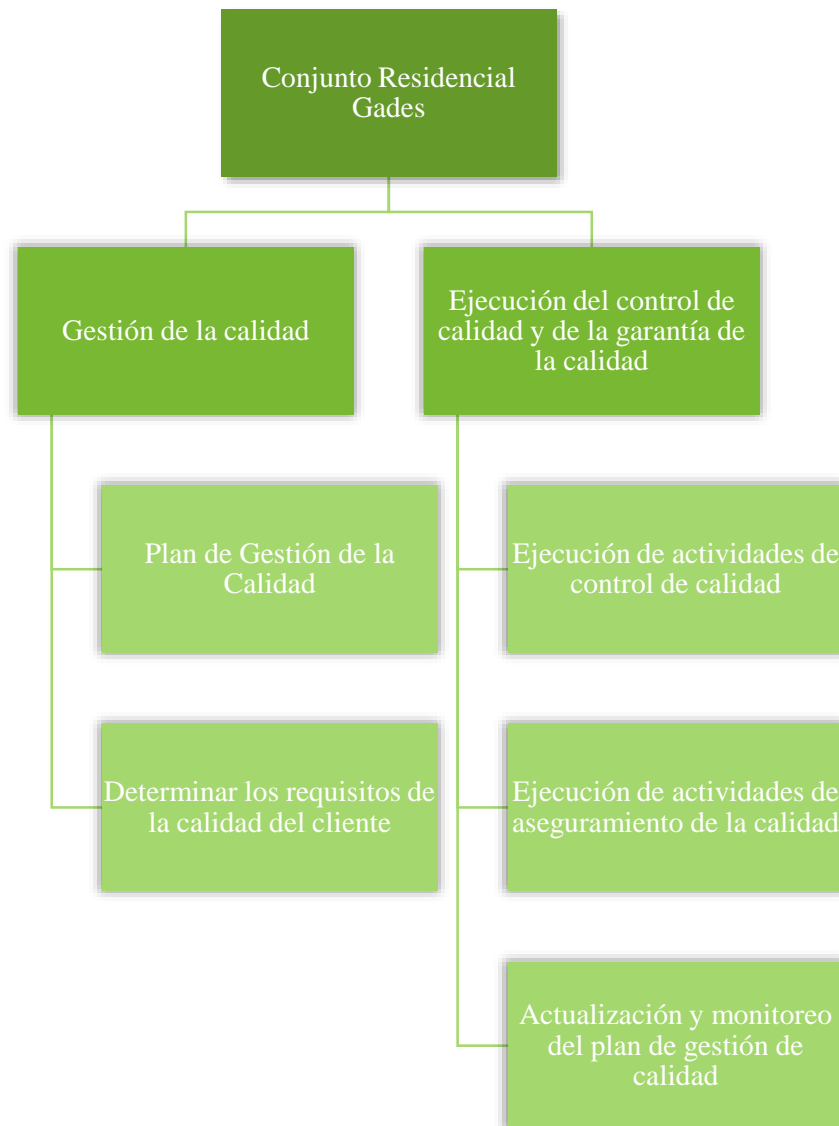 Conjunto Residencial
Gades
Gestión de la calidad
Ejecución del control de
calidad y de la garantía de
la calidad
Plan de Gestión de la
Calidad
Determinar los requisitos de
la calidad del cliente
Ejecución de actividades de
control de calidad
Ejecución de actividades de
aseguramiento de la calidad
Actualización y monitoreo
del plan de gestión de
calidad